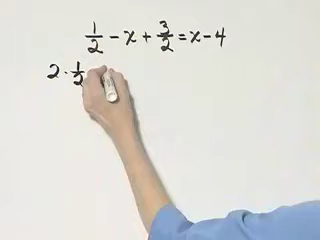 1/2 - x + 3/2 = x - 4
2 · 1/2